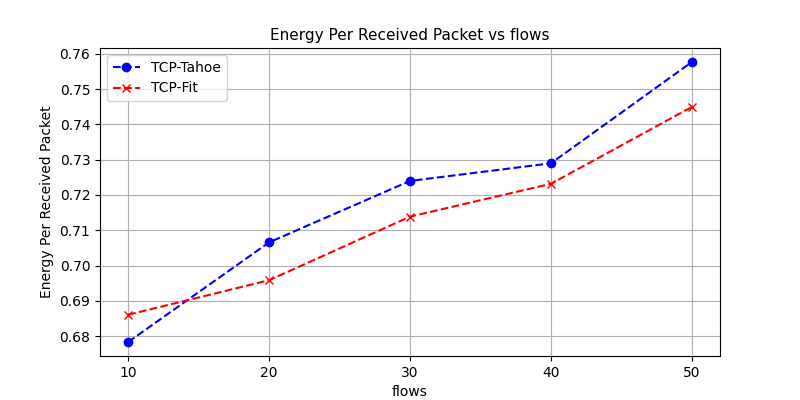 Energy Per Received Packet vs flows
TCP-Tahoe
TCP-Fit
Energy Per Received Packet
0.76
0.75
0.74
0.73
0.72
0.71
0.70
0.69
0.68
10 20 30 40 50
flows